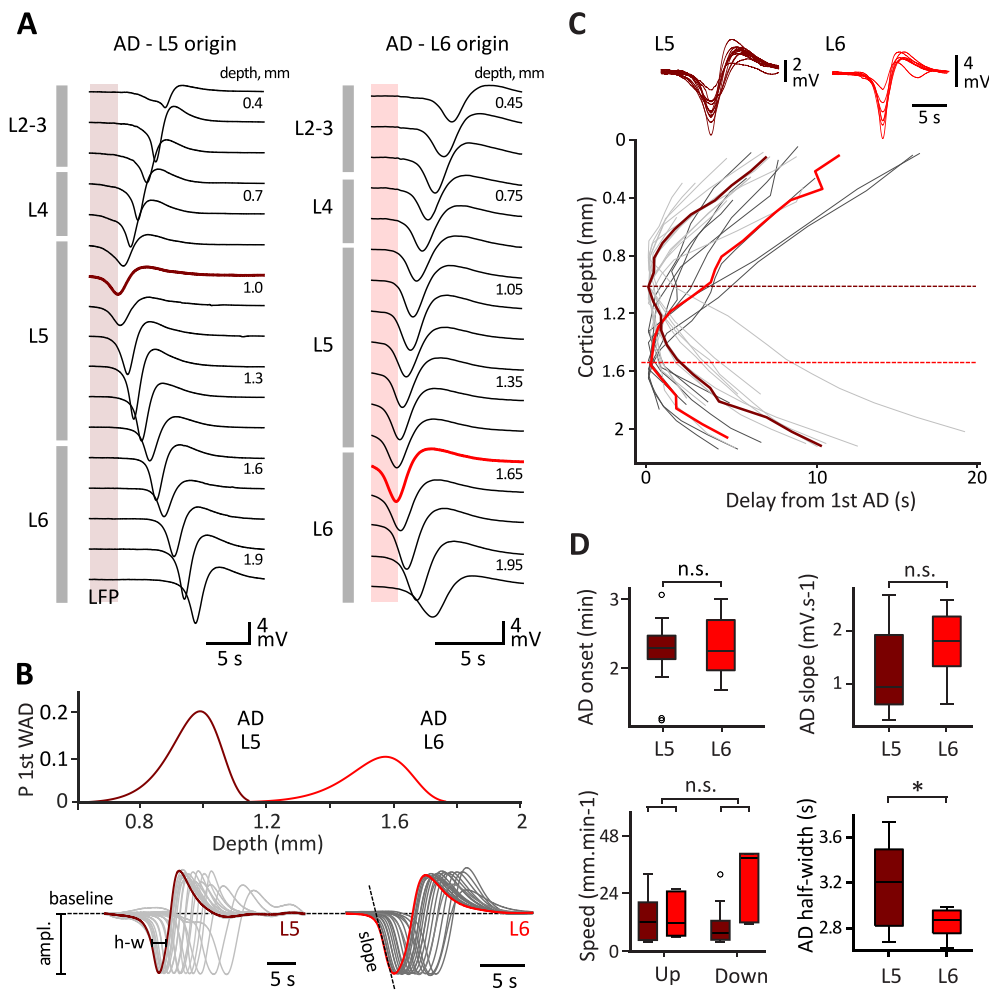 A
AD - L5 origin
AD - L6 origin
depth, mm
depth, mm
L2-3
L4
L5
L6
0.4
0.7
1.0
1.3
1.6
1.9
LFP
4
mV
5 s
L2-3
L4
L5
L6
0.45
0.75
1.05
1.35
1.65
1.95
4
mV
5 s
B
P 1st WAD
0.2
0.1
0
AD
L5
AD
L6
0.8
1.2
1.6
2
Depth (mm)
baseline
ampl.
h-w
L5
5 s
slope
L6
5 s
C
L5
2
mV
L6
4
mV
5 s
Cortical depth (mm)
0
0.4
0.8
1.2
1.6
2
0
10
20
Delay from 1st AD (s)
D
n.s.
AD onset (min)
3
2
L5
L6
n.s.
AD slope (mV.s-1)
2
1
L5
L6
n.s.
Speed (mm.min-1)
48
24
0
Up
Down
*
AD half-width (s)
3.6
3.2
2.8
L5
L6